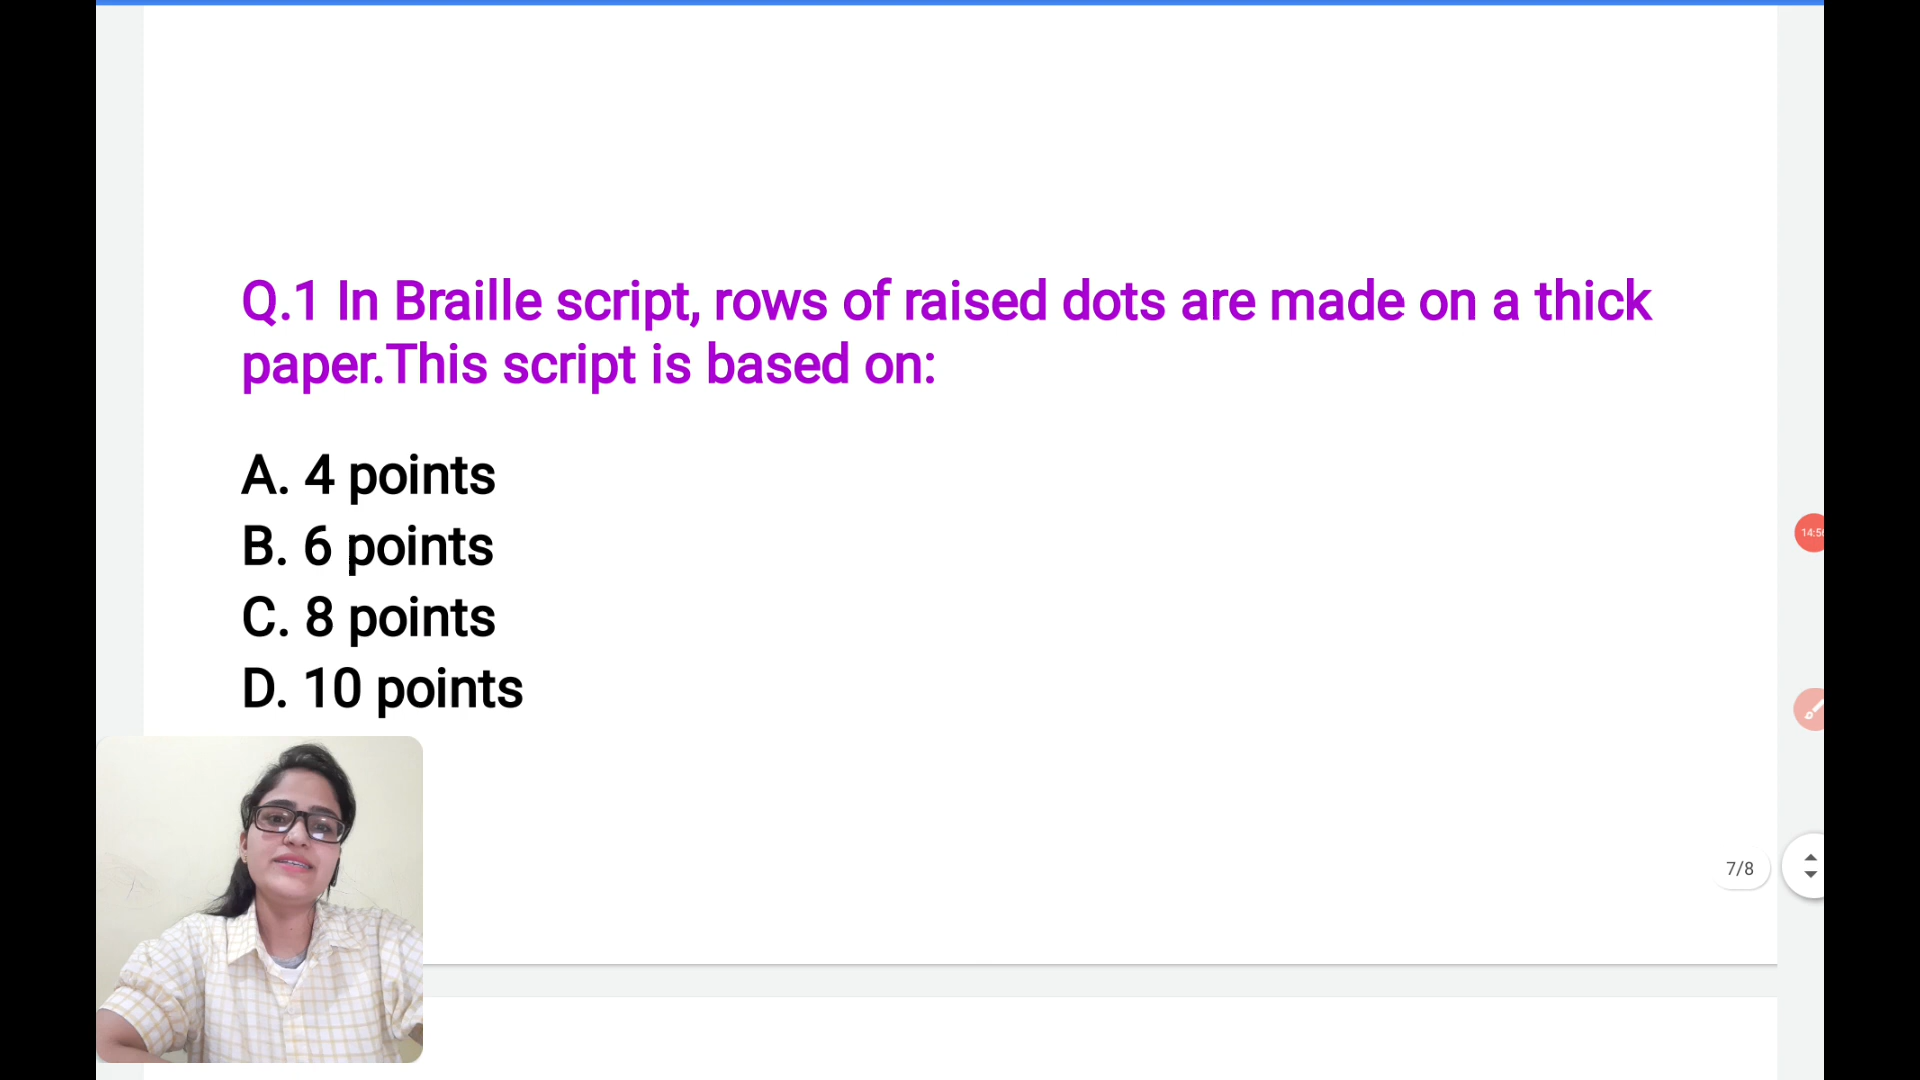 Q.1 In Braille script, rows of raised dots are made on a thick
paper.This script is based on:
A. 4 points
B. 6 points
C. 8 points
D. 10 points
7/8